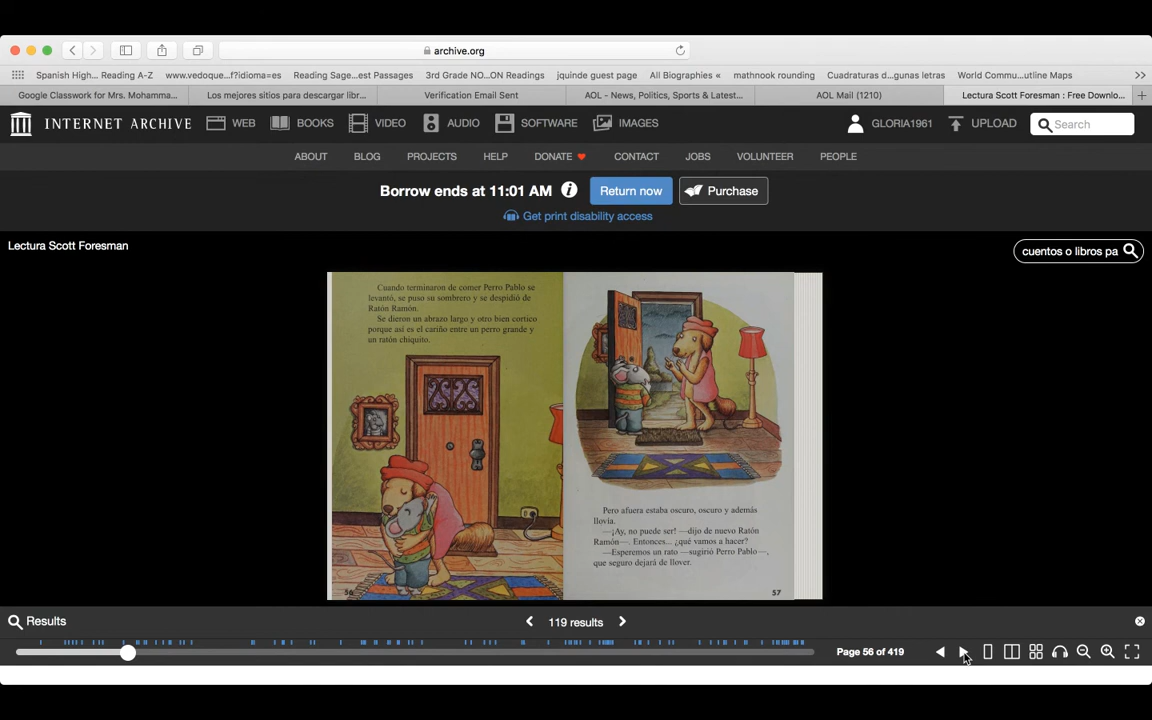 archive.org
Spanish High... Reading A-Z www.vedoque...f?idioma=es Reading Sage...est Passages 3rd Grade NO...ON Readings jquinde guest page All Biographies « mathnook rounding Cuadraturas d...gunas letras World Commu...utline Maps >>
Google Classwork for Mrs. Mohamma... Los mejores sitios para descargar libr... Verification Email Sent AOL - News, Politics, Sports & Latest... AOL Mail (1210) Lectura Scott Foresman : Free Downlo... +
INTERNET ARCHIVE WEB BOOKS VIDEO AUDIO SOFTWARE IMAGES GLORIA1961 UPLOAD Search
ABOUT BLOG PROJECTS HELP DONATE CONTACT JOBS VOLUNTEER PEOPLE
Borrow ends at 11:01 AM Return now Purchase
Get print disability access
Lectura Scott Foresman
cuentos o libros pa
Cuando terminaron de comer Perro Pablo se
levantó, se puso su sombrero y se despidió de
Ratón Ramón.
Se dieron un abrazo largo y otro bien cortico
porque así es el cariño entre un perro grande y
un ratón chiquito.
56
Pero afuera estaba oscuro, oscuro y además
llovía.
—¡Ay, no puede ser! —dijo de nuevo Ratón
Ramón—. Entonces... ¿qué vamos a hacer?
—Esperemos un rato —sugirió Perro Pablo—,
que seguro dejará de llover.
57
Results
119 results
Page 56 of 419